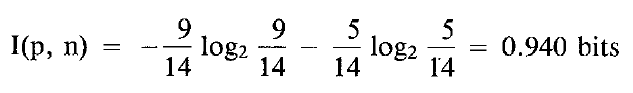 I(p, n) = − 9/14 log₂ 9/14 − 5/14 log₂ 5/14 = 0.940 bits